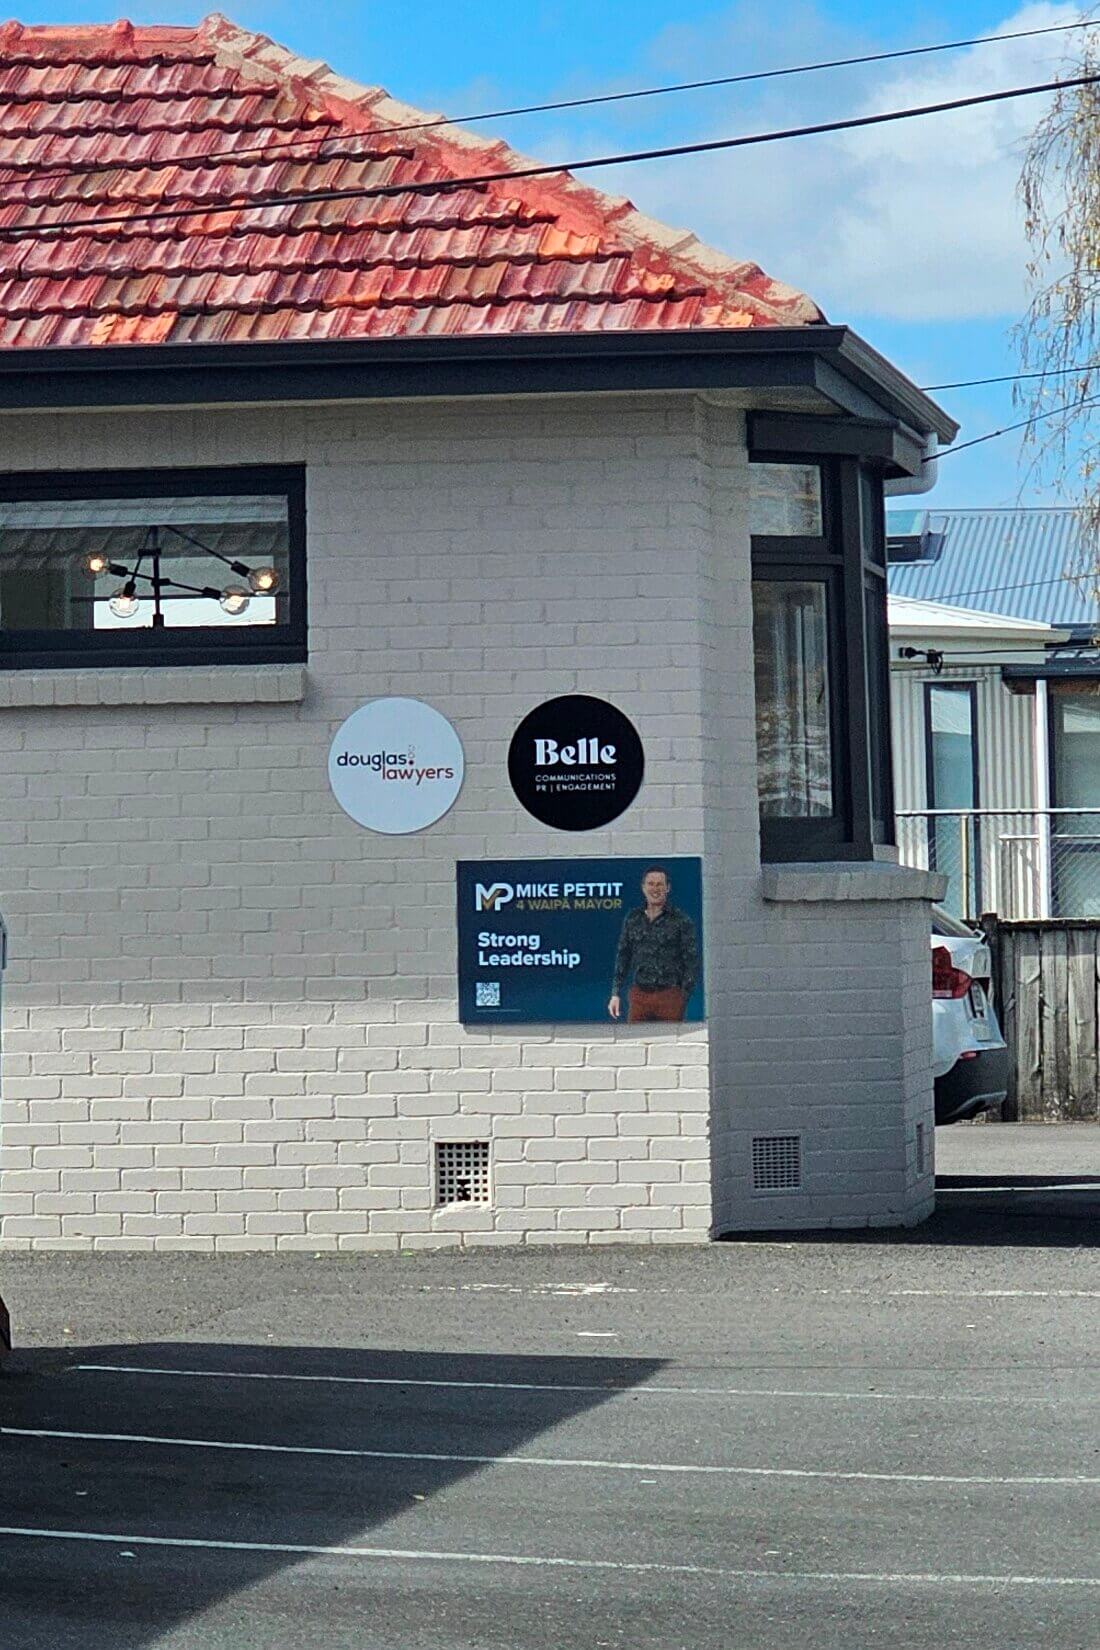 douglas.
lawyers
Belle
COMMUNICATIONS
PR | ENGAGEMENT
MP MIKE PETTIT
4 WAIPĀ MAYOR
Strong
Leadership